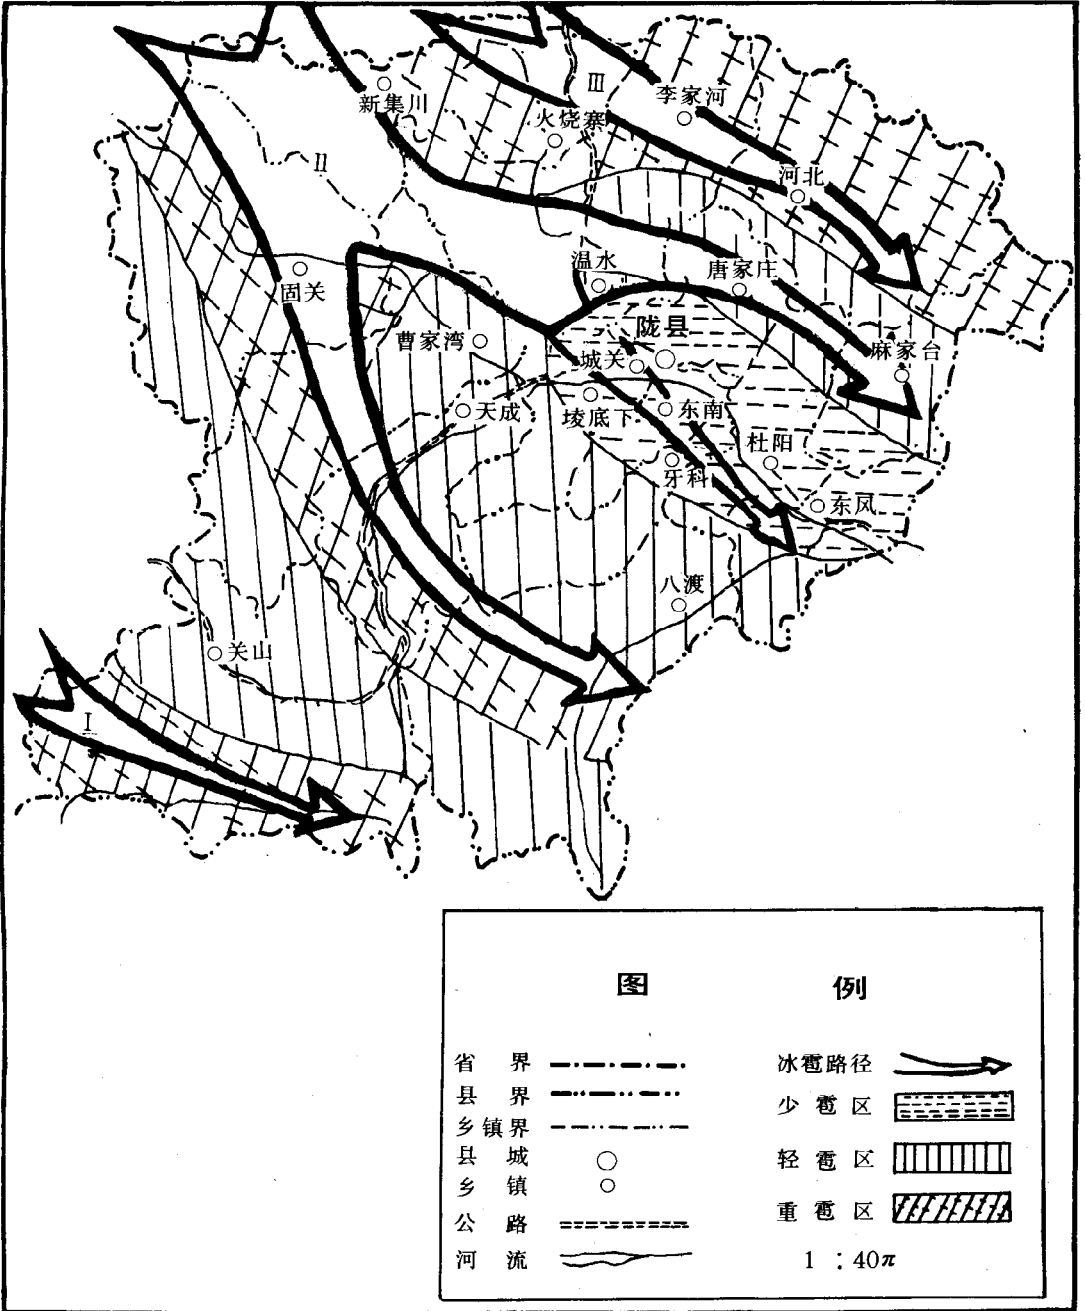 Ⅲ
新集川
李家河
火烧寨
Ⅱ
河北
温水
唐家庄
固关
陇县
曹家湾
城关
麻家台
天成
堎底下
东南
杜阳
牙科
东风
八渡
关山
Ⅰ
图 例
省界
冰雹路径
县界
少雹区
乡镇界
县城
轻雹区
乡镇
重雹区
公路
河流
1:40π